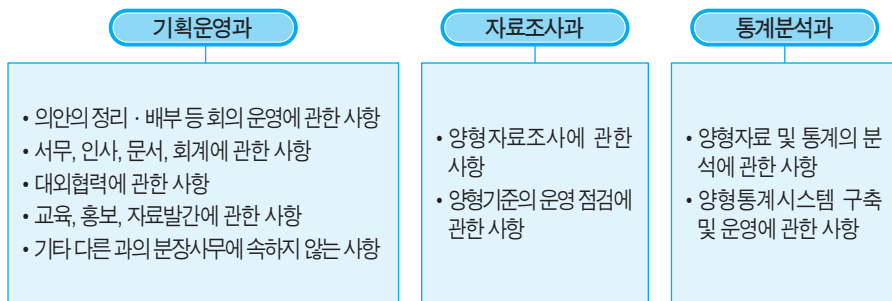 기획운영과
• 의안의 정리 · 배부 등 회의 운영에 관한 사항
• 서무, 인사, 문서, 회계에 관한 사항
• 대외협력에 관한 사항
• 교육, 홍보, 자료발간에 관한 사항
• 기타 다른 과의 분장사무에 속하지 않는 사항
자료조사과
• 양형자료조사에 관한
사항
• 양형기준의 운영 점검에
관한 사항
통계분석과
• 양형자료 및 통계의 분
석에 관한 사항
• 양형통계시스템 구축
및 운영에 관한 사항